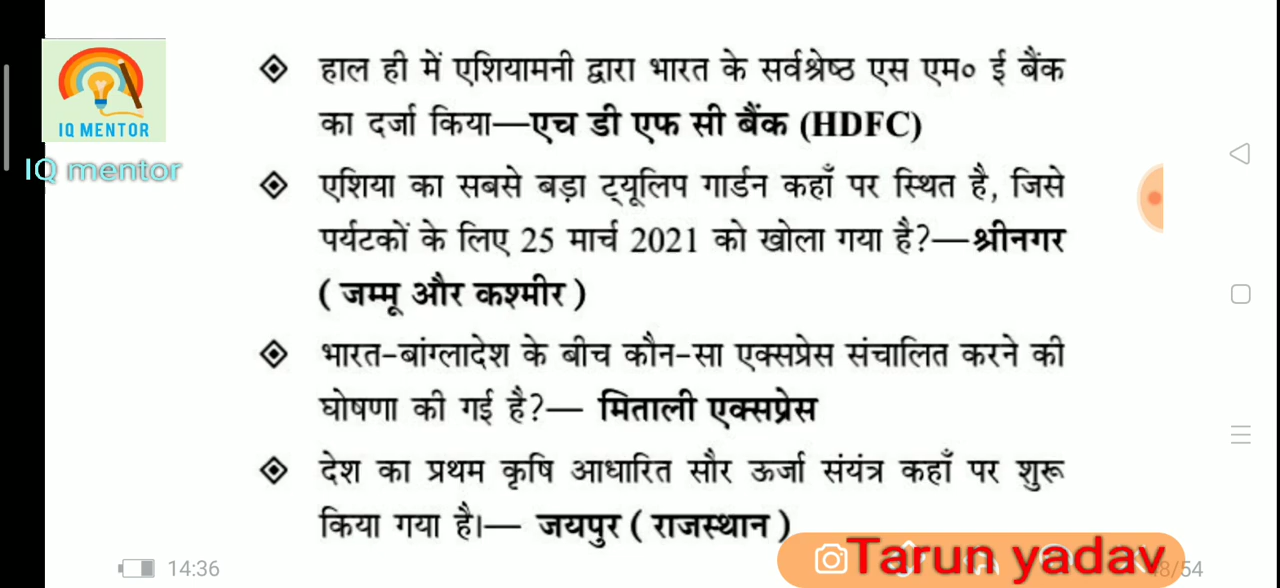 IQ MENTOR
IQ mentor
हाल ही में एशियामनी द्वारा भारत के सर्वश्रेष्ठ एस एम० ई बैंक
का दर्जा किया—एच डी एफ सी बैंक (HDFC)
एशिया का सबसे बड़ा ट्यूलिप गार्डन कहाँ पर स्थित है, जिसे
पर्यटकों के लिए 25 मार्च 2021 को खोला गया है?—श्रीनगर
( जम्मू और कश्मीर )
भारत-बांग्लादेश के बीच कौन-सा एक्सप्रेस संचालित करने की
घोषणा की गई है?— मिताली एक्सप्रेस
देश का प्रथम कृषि आधारित सौर ऊर्जा संयंत्र कहाँ पर शुरू
किया गया है।— जयपुर ( राजस्थान )
Tarun yadav
14:36
8/54